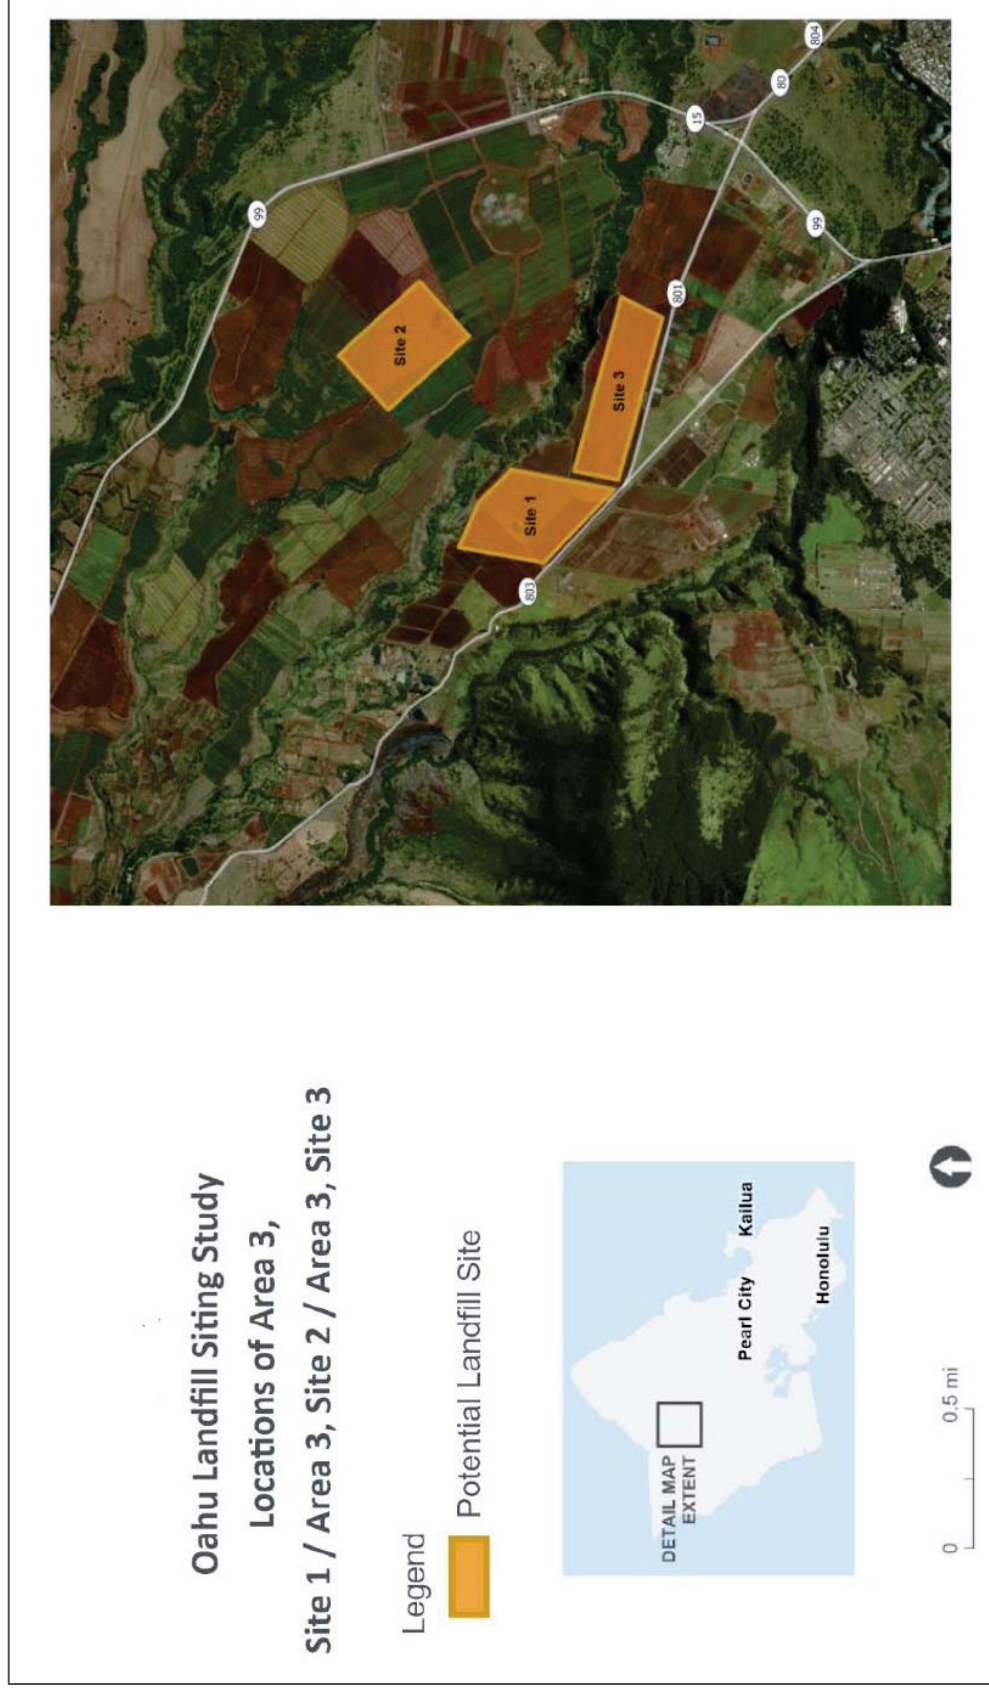 Oahu Landfill Siting Study
Locations of Area 3,
Site 1 / Area 3, Site 2 / Area 3, Site 3
Legend
Potential Landfill Site
DETAIL MAP
EXTENT
Pearl City
Kailua
Honolulu
0
0.5 mi
99
Site 2
803
Site 1
Site 3
801
15
80
804
99